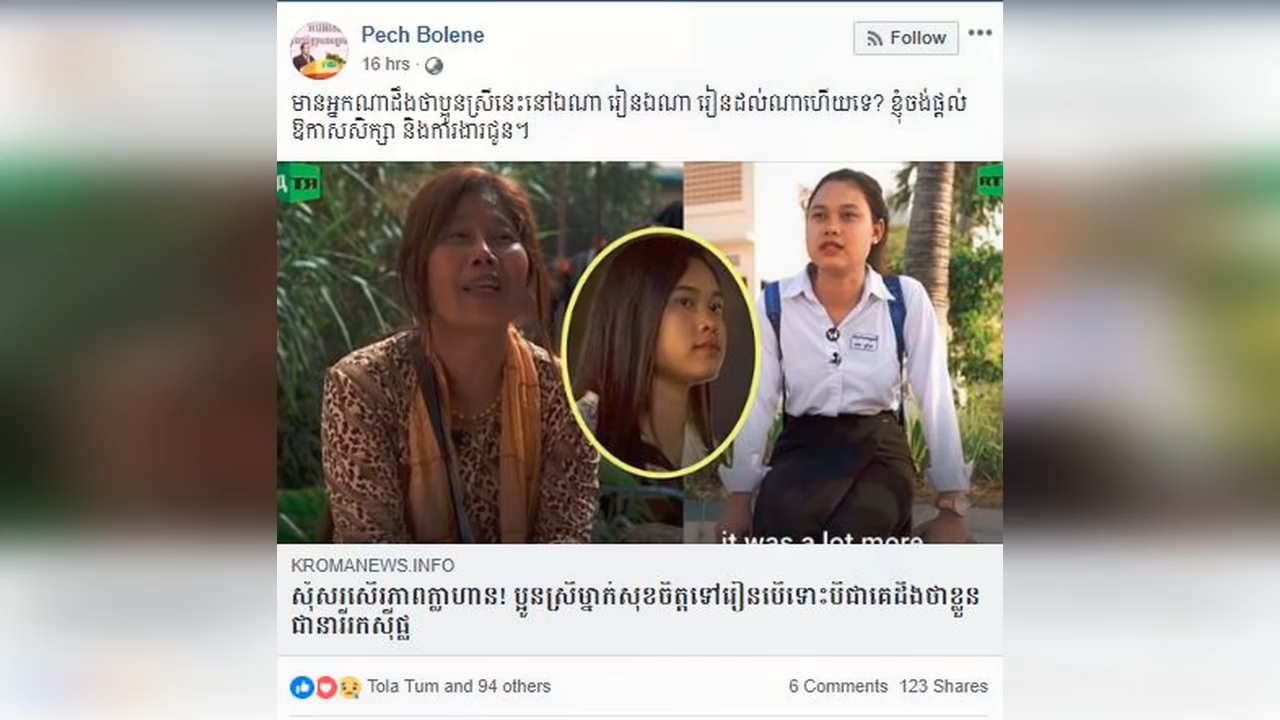 Pech Bolene
Follow
16 hrs ·
មានអ្នកណាដឹងថាប្អូនស្រីនេះនៅឯណា រៀនឯណា រៀនដល់ណាហើយទេ? ខ្ញុំចង់ផ្ដល់
ឱកាសសិក្សា និងការងារជូន។
RT
it was a lot more
KROMANEWS.INFO
សុំសរសើរភាពក្លាហាន! ប្អូនស្រីម្នាក់សុខចិត្តទៅរៀនបើទោះបីជាគេដឹងថាខ្លួន
ជានារីរកស៊ីផ្លូ
Tola Tum and 94 others
6 Comments 123 Shares